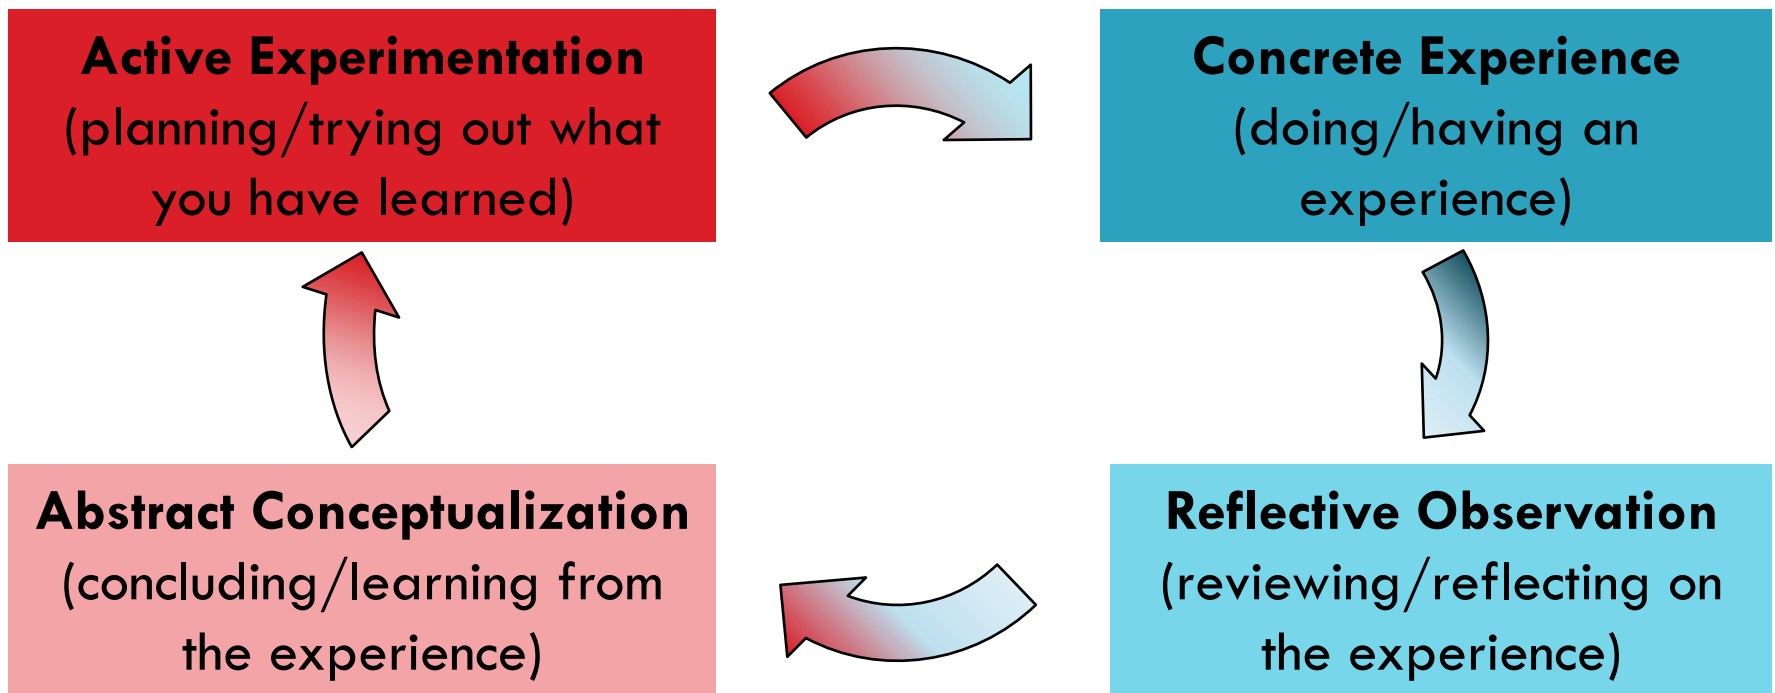 Active Experimentation
(planning/trying out what
you have learned)
Concrete Experience
(doing/having an
experience)
Abstract Conceptualization
(concluding/learning from
the experience)
Reflective Observation
(reviewing/reflecting on
the experience)